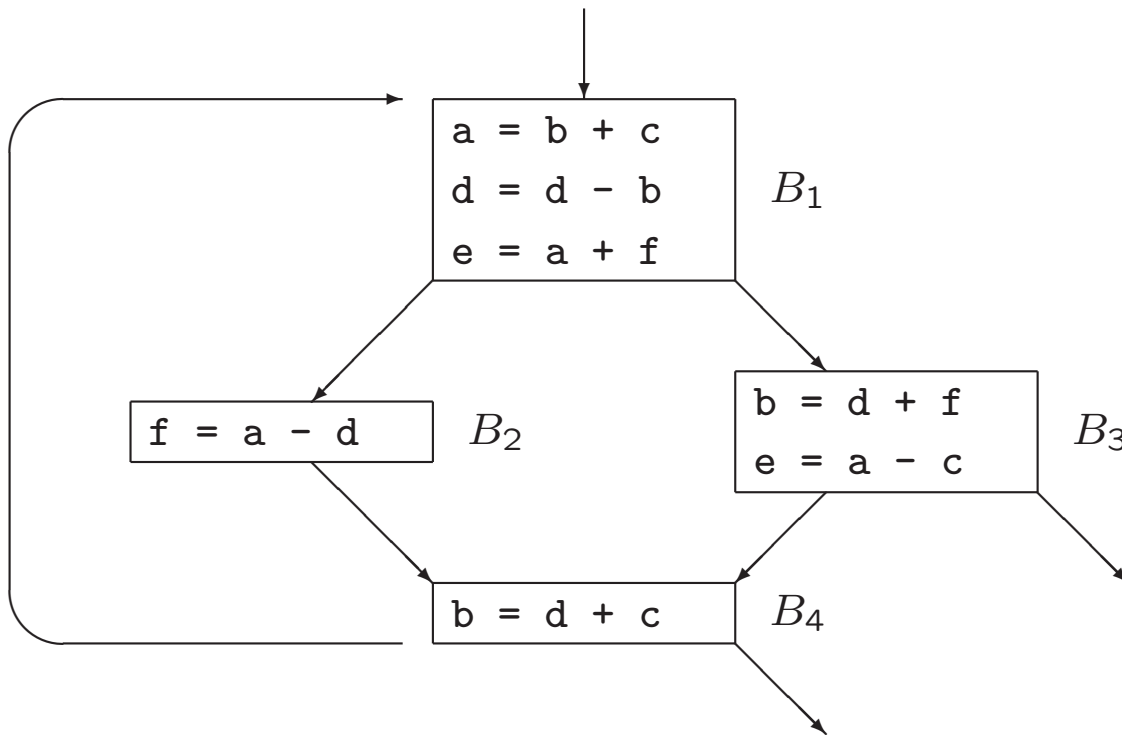 a = b + c
d = d - b
e = a + f
B₁
f = a - d
B₂
b = d + f
e = a - c
B₃
b = d + c
B₄